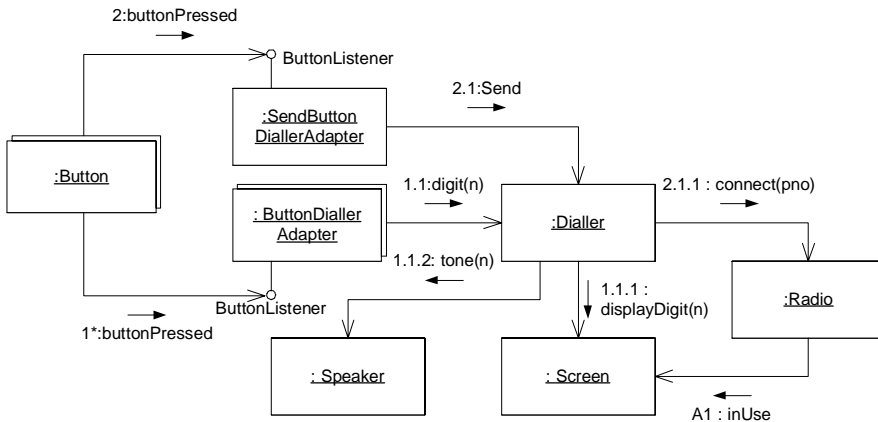 2:buttonPressed
ButtonListener
2.1:Send
:SendButton
DiallerAdapter
:Button
1.1:digit(n)
2.1.1 : connect(pno)
: ButtonDialler
Adapter
:Dialler
1.1.2: tone(n)
ButtonListener
1.1.1 :
displayDigit(n)
:Radio
1*:buttonPressed
: Speaker
: Screen
A1 : inUse